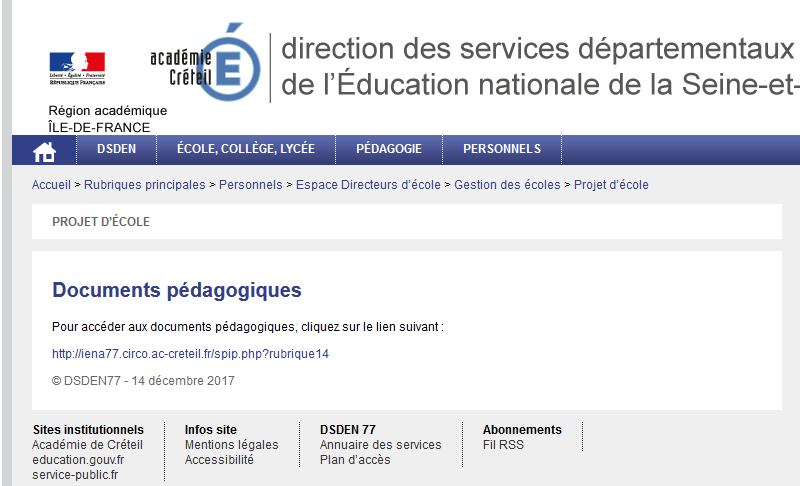 académie
Créteil
É
direction des services départementaux
de l'Éducation nationale de la Seine-et-
Liberté • Égalité • Fraternité
RÉPUBLIQUE FRANÇAISE
Région académique
ÎLE-DE-FRANCE
DSDEN
ÉCOLE, COLLÈGE, LYCÉE
PÉDAGOGIE
PERSONNELS
Accueil > Rubriques principales > Personnels > Espace Directeurs d'école > Gestion des écoles > Projet d'école
PROJET D'ÉCOLE
Documents pédagogiques
Pour accéder aux documents pédagogiques, cliquez sur le lien suivant :
http://iena77.circo.ac-creteil.fr/spip.php?rubrique14
© DSDEN77 - 14 décembre 2017
Sites institutionnels
Académie de Créteil
education.gouv.fr
service-public.fr
Infos site
Mentions légales
Accessibilité
DSDEN 77
Annuaire des services
Plan d'accès
Abonnements
Fil RSS